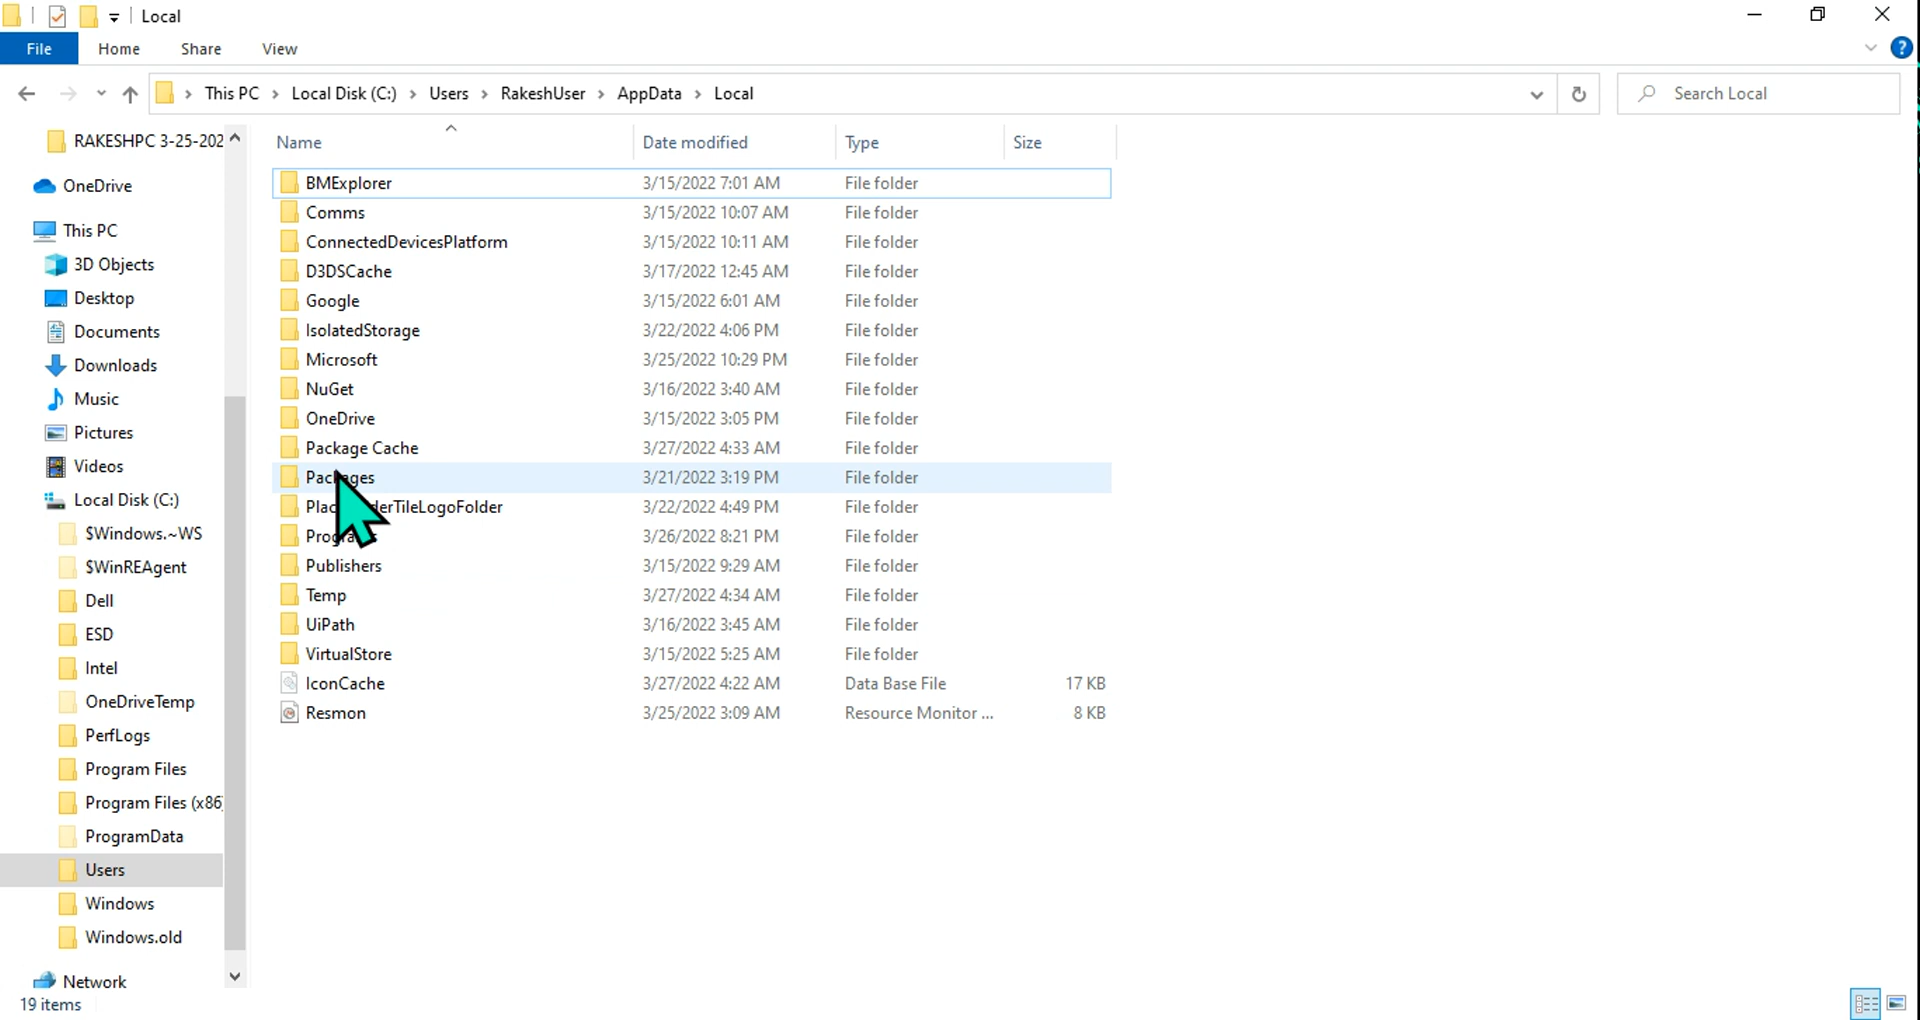 Local
File Home Share View
This PC > Local Disk (C:) > Users > RakeshUser > AppData > Local
Search Local
RAKESHPC 3-25-202
OneDrive
This PC
3D Objects
Desktop
Documents
Downloads
Music
Pictures
Videos
Local Disk (C:)
$Windows.~WS
$WinREAgent
Dell
ESD
Intel
OneDriveTemp
PerfLogs
Program Files
Program Files (x86)
ProgramData
Users
Windows
Windows.old
Network
Name Date modified Type Size
BMExplorer 3/15/2022 7:01 AM File folder
Comms 3/15/2022 10:07 AM File folder
ConnectedDevicesPlatform 3/15/2022 10:11 AM File folder
D3DSCache 3/17/2022 12:45 AM File folder
Google 3/15/2022 6:01 AM File folder
IsolatedStorage 3/22/2022 4:06 PM File folder
Microsoft 3/25/2022 10:29 PM File folder
NuGet 3/16/2022 3:40 AM File folder
OneDrive 3/15/2022 3:05 PM File folder
Package Cache 3/27/2022 4:33 AM File folder
Packages 3/21/2022 3:19 PM File folder
3/22/2022 4:49 PM File folder
3/26/2022 8:21 PM File folder
Publishers 3/15/2022 9:29 AM File folder
Temp 3/27/2022 4:34 AM File folder
UiPath 3/16/2022 3:45 AM File folder
VirtualStore 3/15/2022 5:25 AM File folder
IconCache 3/27/2022 4:22 AM Data Base File 17 KB
Resmon 3/25/2022 3:09 AM Resource Monitor ... 8 KB
19 items